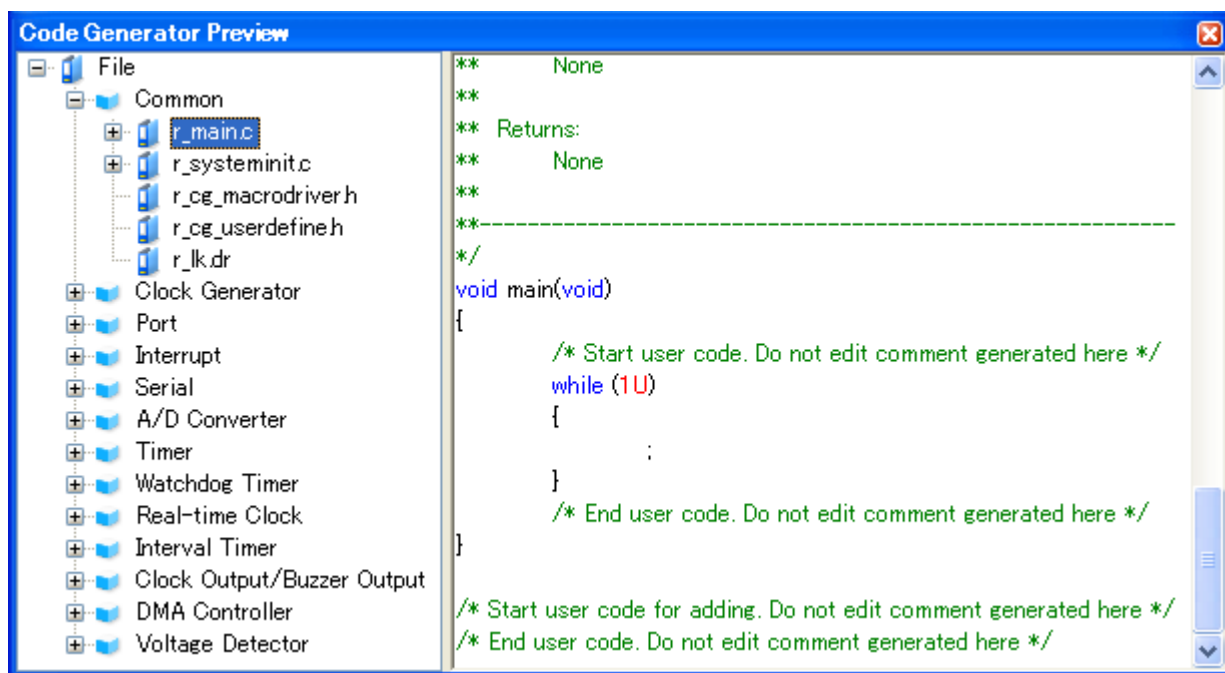 Code Generator Preview
File
Common
r_main.c
r_systeminit.c
r_cg_macrodriver.h
r_cg_userdefine.h
r_lk.dr
Clock Generator
Port
Interrupt
Serial
A/D Converter
Timer
Watchdog Timer
Real-time Clock
Interval Timer
Clock Output/Buzzer Output
DMA Controller
Voltage Detector
** None
**
** Returns:
** None
**
**-----------------------------------------------------------
*/
void main(void)
{
/* Start user code. Do not edit comment generated here */
while (1U)
{
;
}
/* End user code. Do not edit comment generated here */
}
/* Start user code for adding. Do not edit comment generated here */
/* End user code. Do not edit comment generated here */